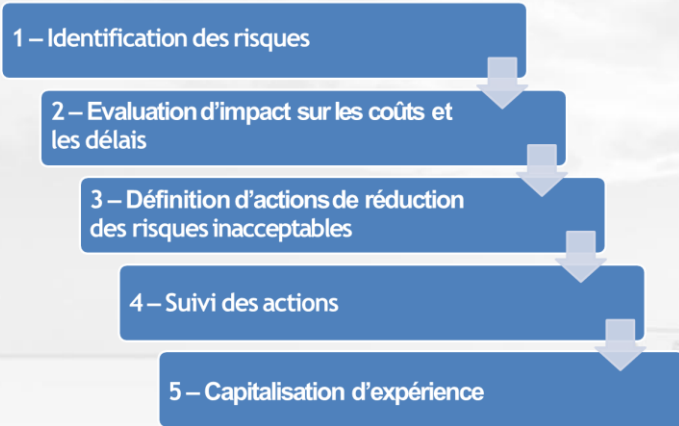 1 – Identification des risques
2 – Evaluation d’impact sur les coûts et
les délais
3 – Définition d’actions de réduction
des risques inacceptables
4 – Suivi des actions
5 – Capitalisation d’expérience